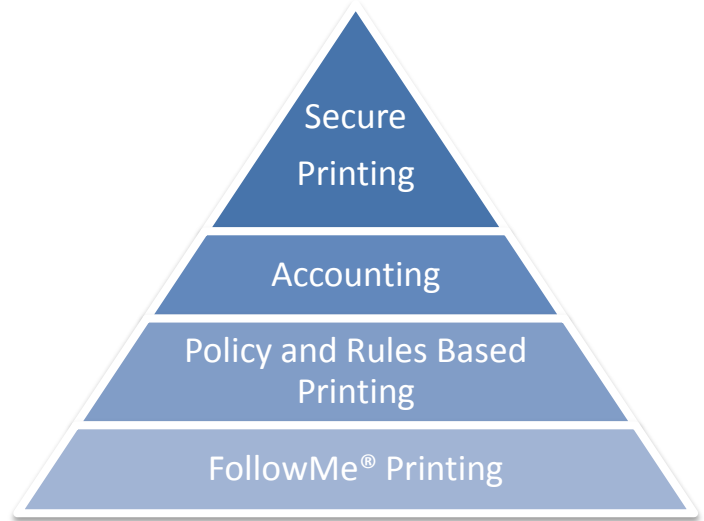 Secure
Printing
Accounting
Policy and Rules Based
Printing
FollowMe® Printing